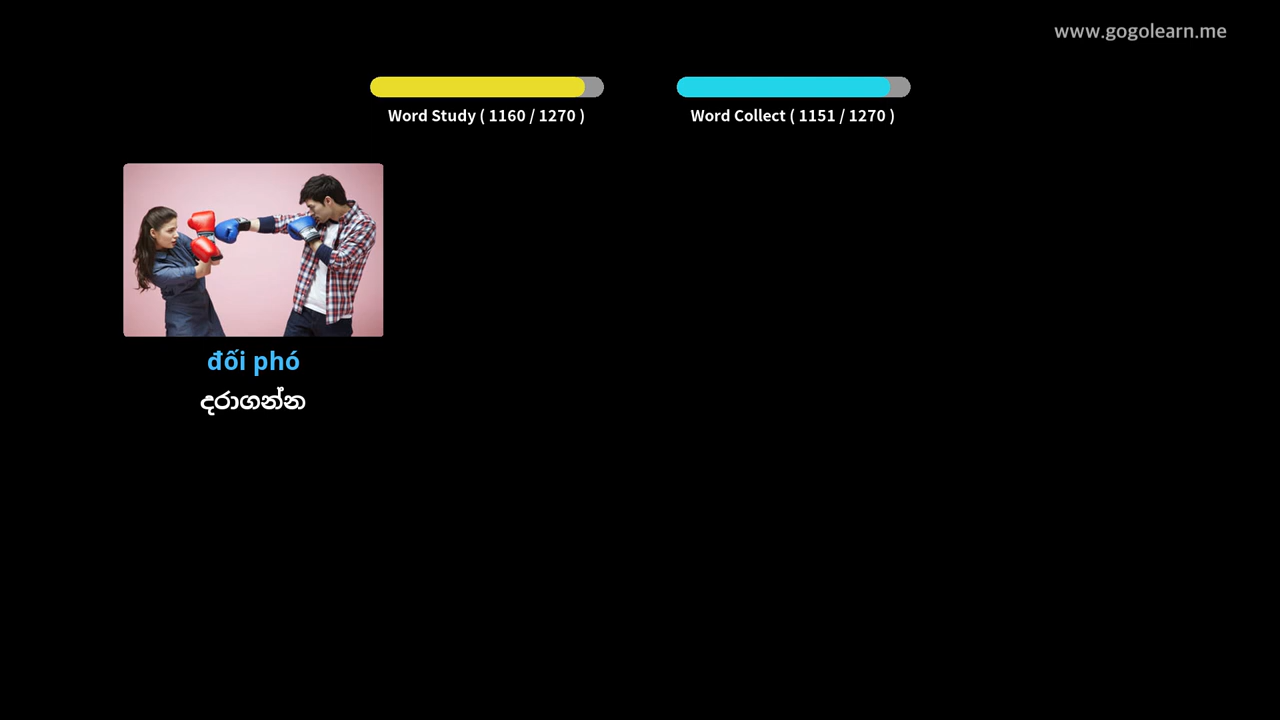 www.gogolearn.me
Word Study ( 1160 / 1270 )
Word Collect ( 1151 / 1270 )
đối phó
දරාගන්න